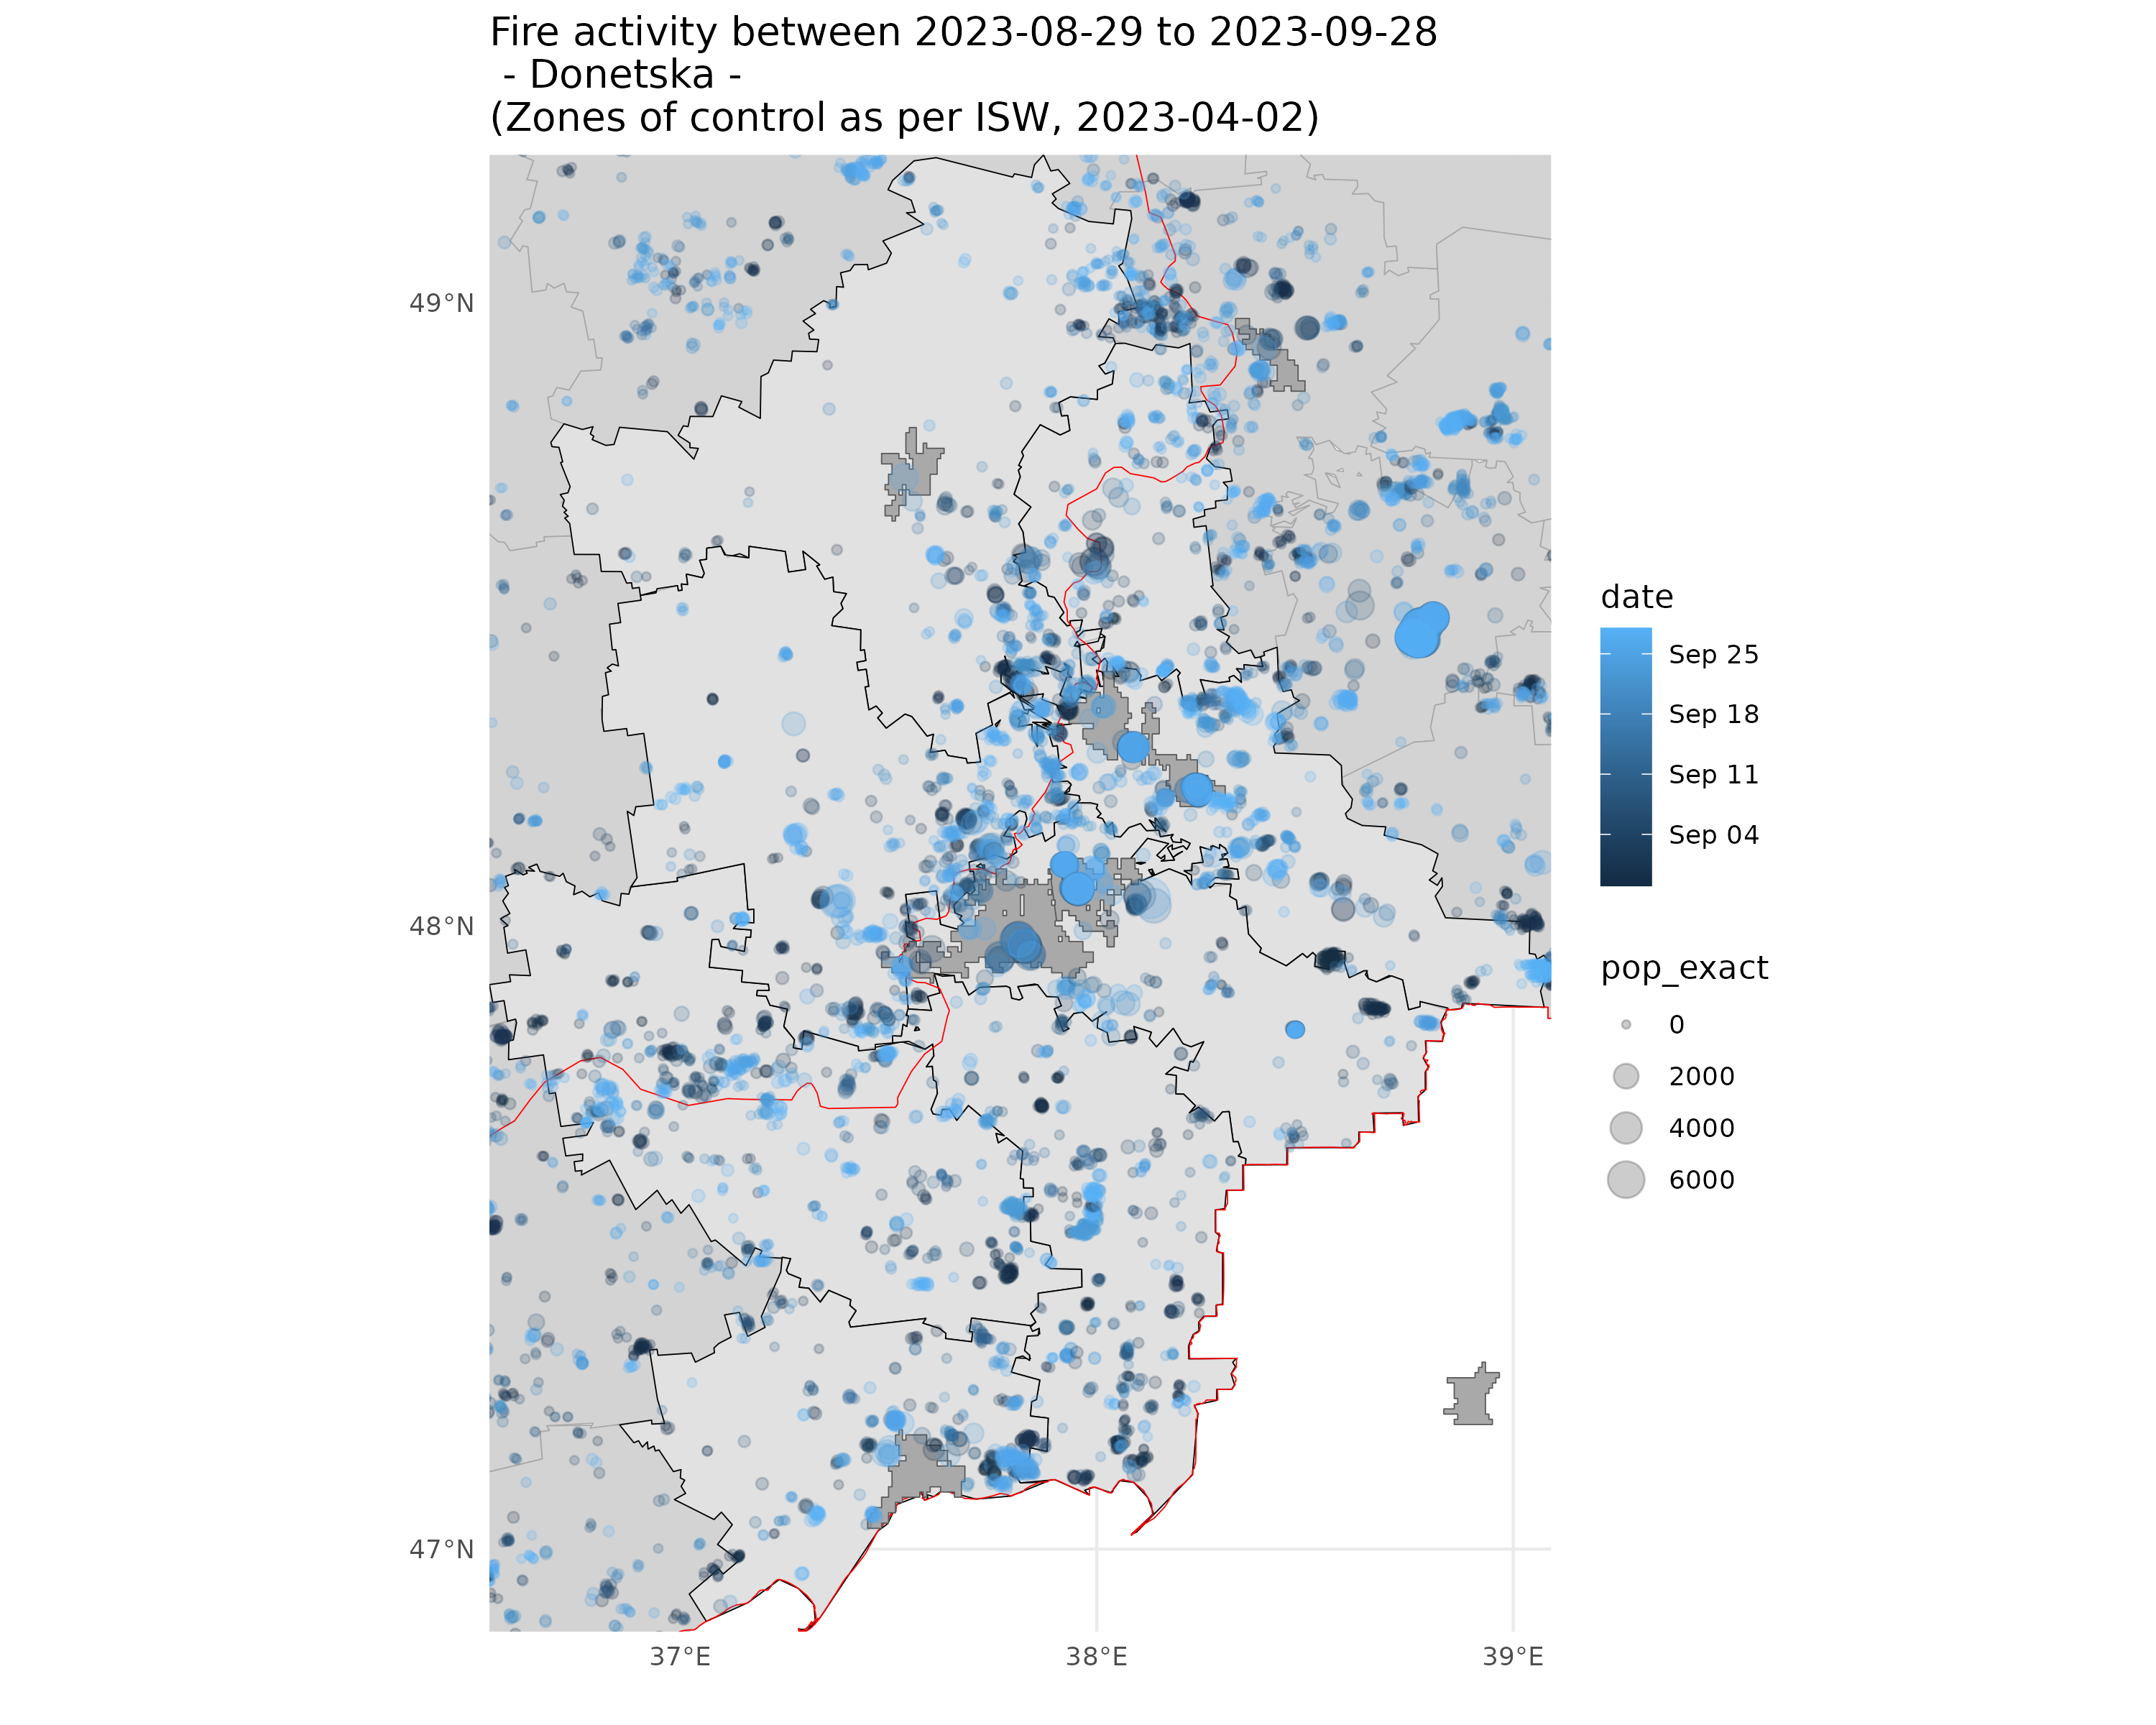 Fire activity between 2023-08-29 to 2023-09-28
- Donetska -
(Zones of control as per ISW, 2023-04-02)
49°N
48°N
47°N
37°E
38°E
39°E
date
Sep 25
Sep 18
Sep 11
Sep 04
pop_exact
0
2000
4000
6000